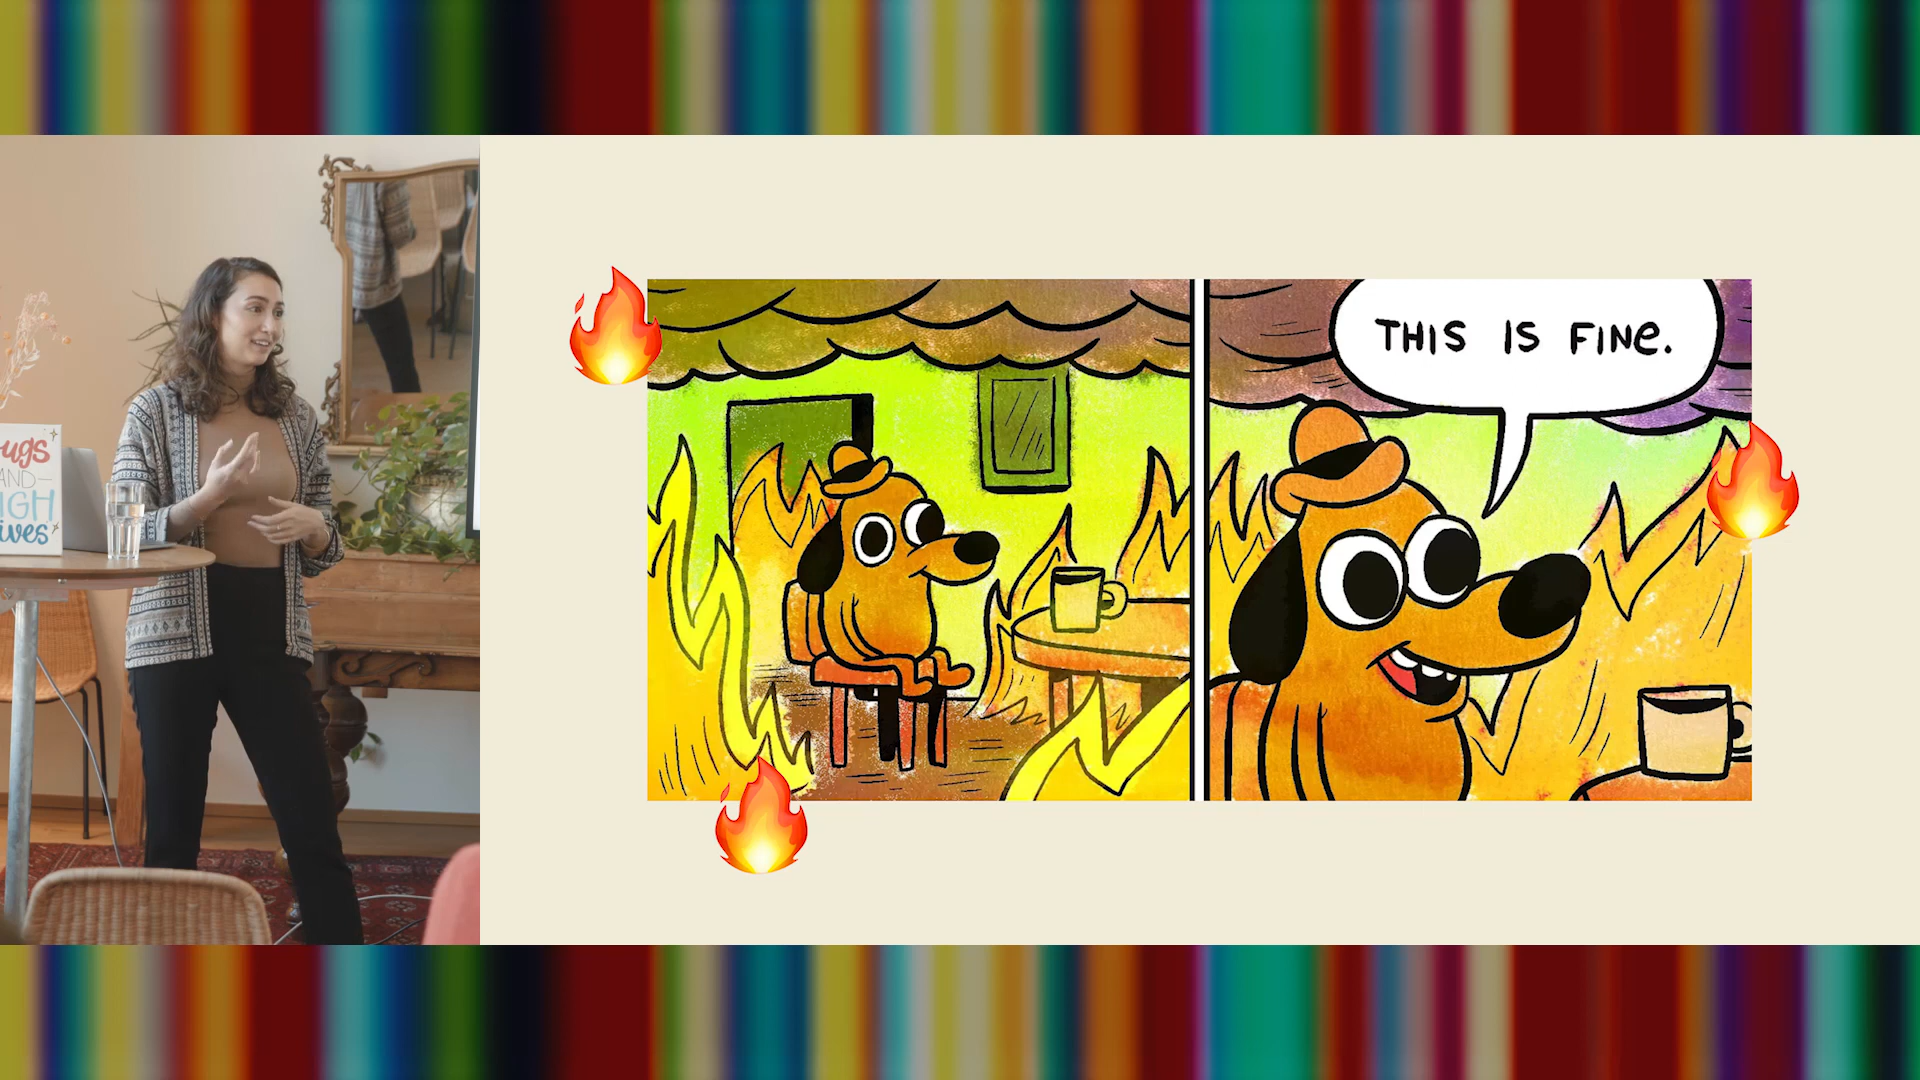 ugs
AND
IGH
ives
THIS IS FINE.